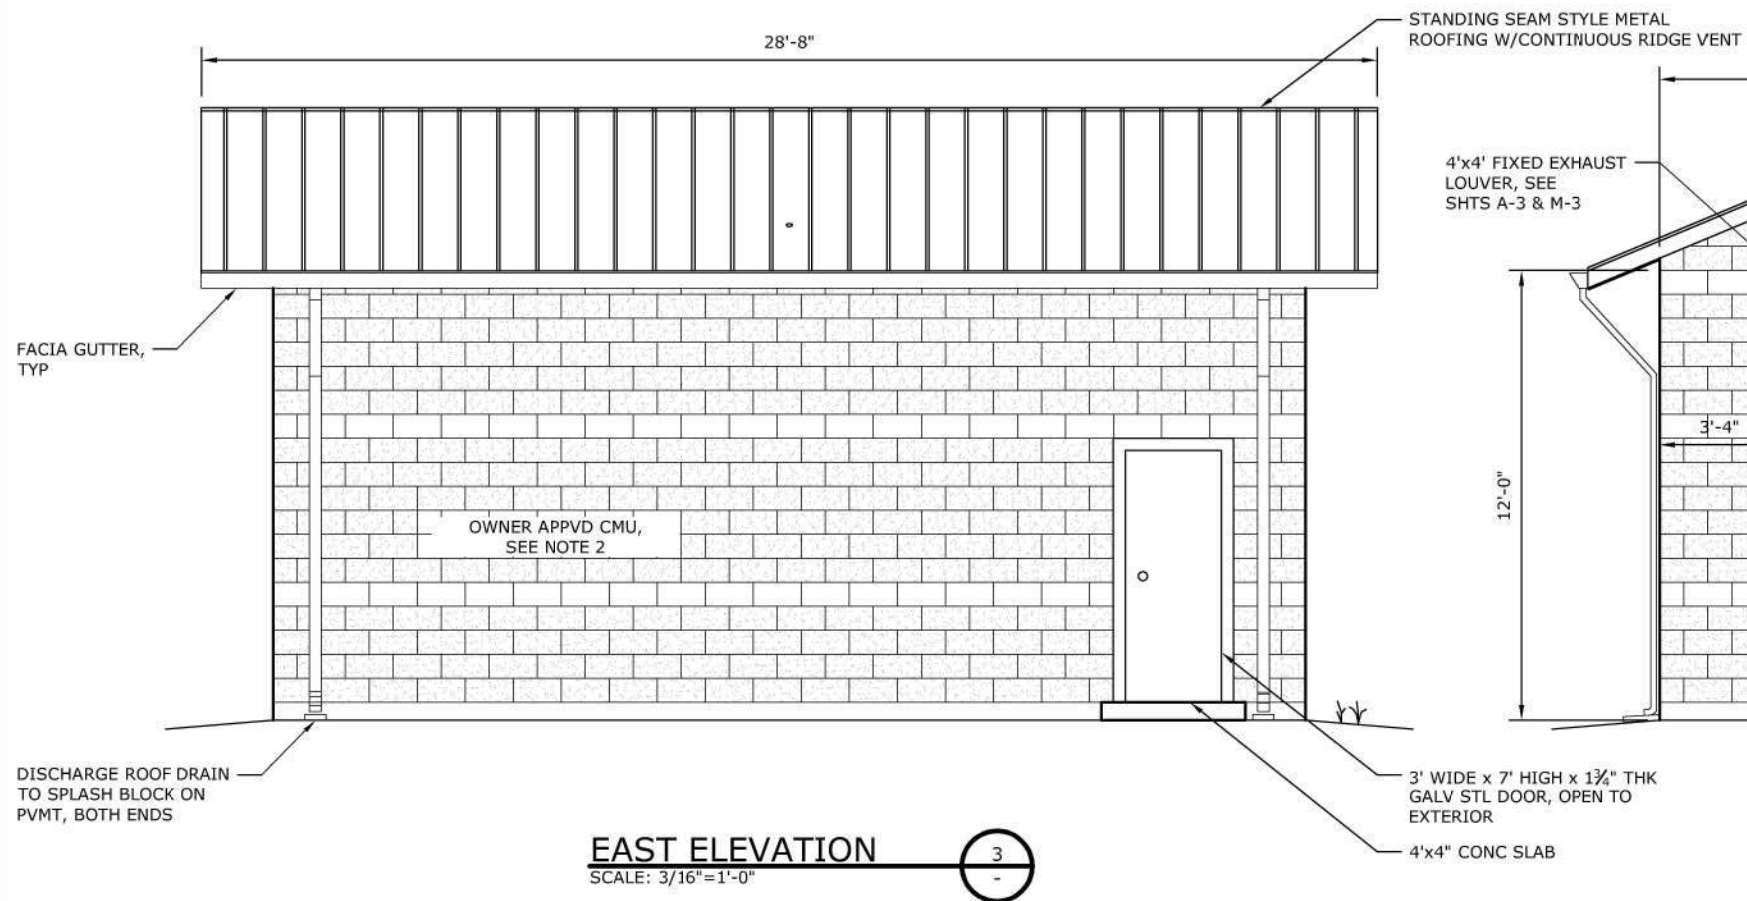 28'-8"
STANDING SEAM STYLE METAL
ROOFING W/CONTINUOUS RIDGE VENT
4'x4' FIXED EXHAUST
LOUVER, SEE
SHTS A-3 & M-3
FACIA GUTTER,
TYP
3'-4"
12'-0"
OWNER APPVD CMU,
SEE NOTE 2
DISCHARGE ROOF DRAIN
TO SPLASH BLOCK ON
PVMT, BOTH ENDS
3' WIDE x 7' HIGH x 1¾" THK
GALV STL DOOR, OPEN TO
EXTERIOR
4'x4" CONC SLAB
EAST ELEVATION
SCALE: 3/16"=1'-0"
3
-